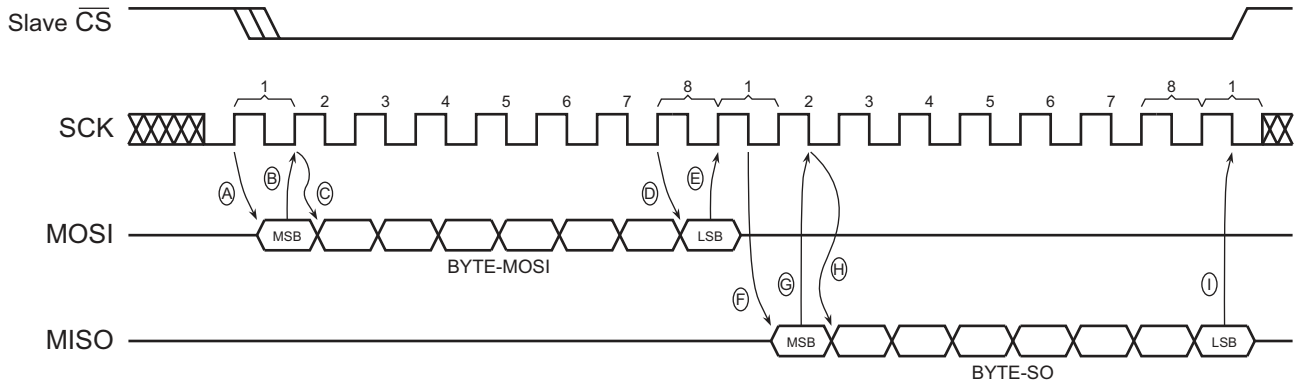 Slave C̅S̅
1 2 3 4 5 6 7 8 1 2 3 4 5 6 7 8 1
SCK
A B C D E
MOSI MSB LSB
BYTE-MOSI
F G H I
MISO MSB LSB
BYTE-SO